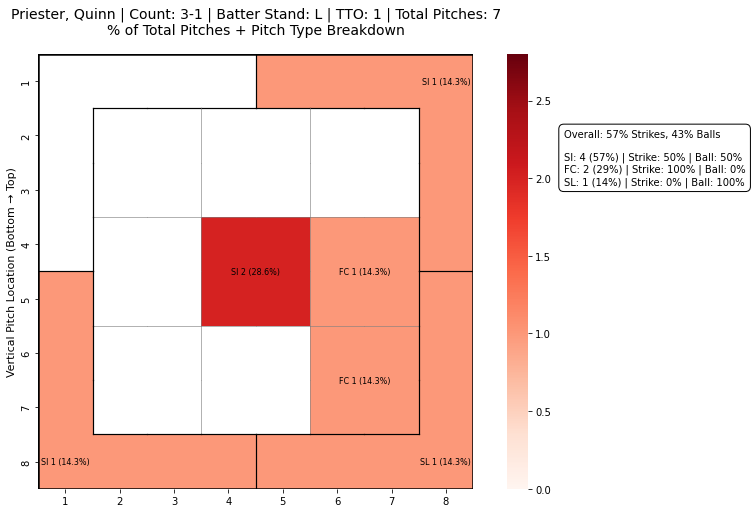 Priester, Quinn | Count: 3-1 | Batter Stand: L | TTO: 1 | Total Pitches: 7
% of Total Pitches + Pitch Type Breakdown
Vertical Pitch Location (Bottom → Top)
1
2
3
4
5
6
7
8
SI 1 (14.3%)
SI 2 (28.6%)
FC 1 (14.3%)
FC 1 (14.3%)
SI 1 (14.3%)
SL 1 (14.3%)
1 2 3 4 5 6 7 8
2.5
2.0
1.5
1.0
0.5
0.0
Overall: 57% Strikes, 43% Balls
SI: 4 (57%) | Strike: 50% | Ball: 50%
FC: 2 (29%) | Strike: 100% | Ball: 0%
SL: 1 (14%) | Strike: 0% | Ball: 100%